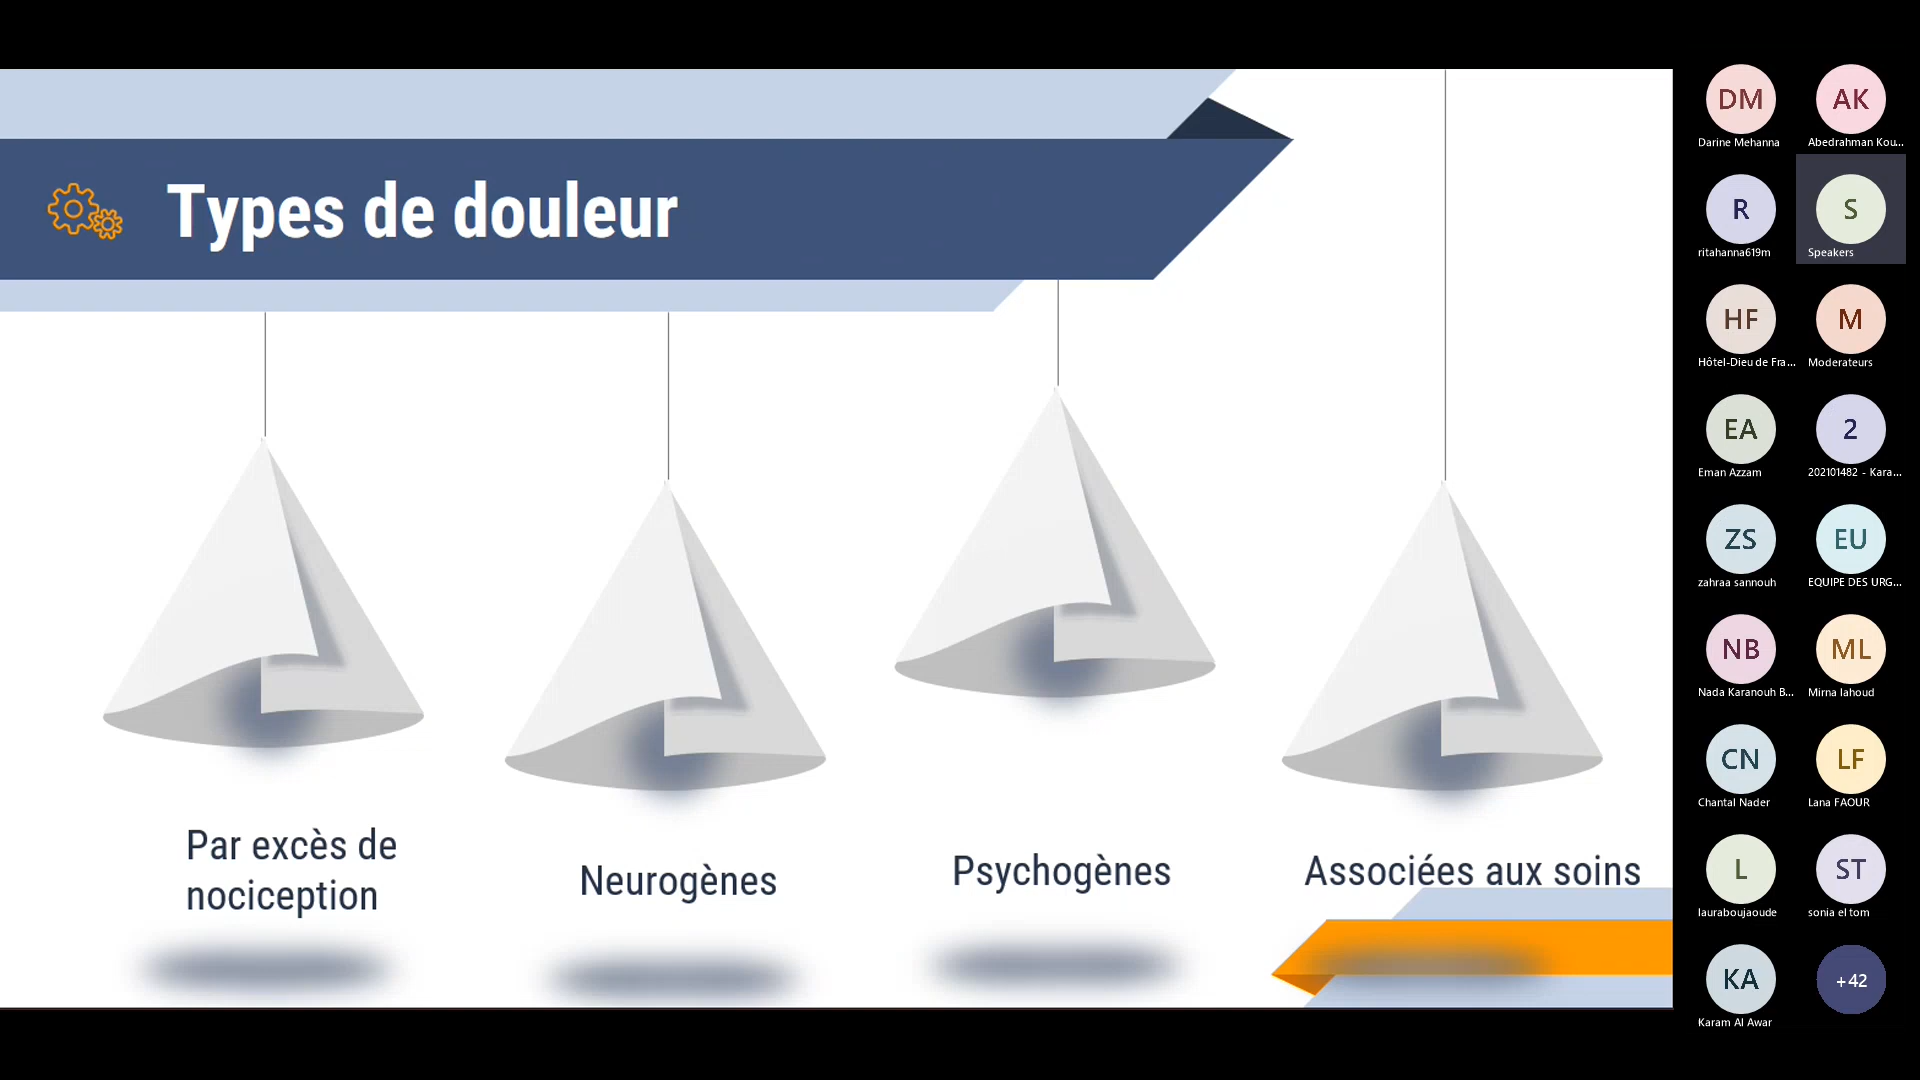 Types de douleur
Par excès de
nociception
Neurogènes
Psychogènes
Associées aux soins
DM
Darine Mehanna
AK
Abedrahman Kou...
R
ritahanna619m
S
Speakers
HF
Hôtel-Dieu de Fra...
M
Moderateurs
EA
Eman Azzam
2
202101482 - Kara...
ZS
zahraa sannouh
EU
EQUIPE DES URG...
NB
Nada Karanouh B...
ML
Mirna lahoud
CN
Chantal Nader
LF
Lana FAOUR
L
lauraboujaoude
ST
sonia el tom
KA
Karam Al Awar
+42